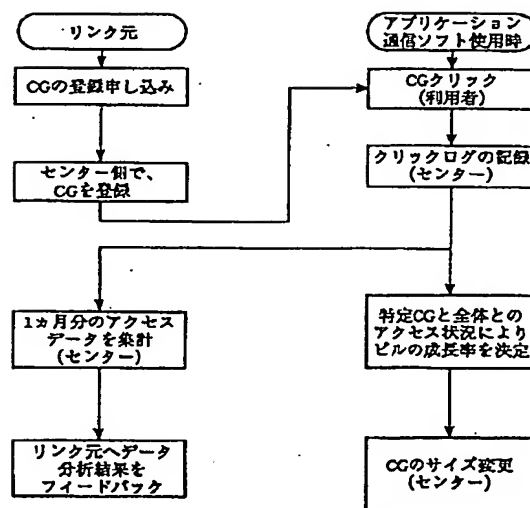 リンク元
CGの登録申し込み
センター側で、
CGを登録
アプリケーション
通信ソフト使用時
CGクリック
(利用者)
クリックログの記録
(センター)
1ヵ月分のアクセス
データを集計
(センター)
リンク元へデータ
分析結果を
フィードバック
特定CGと全体との
アクセス状況により
ビルの成長率を決定
CGのサイズ変更
(センター)